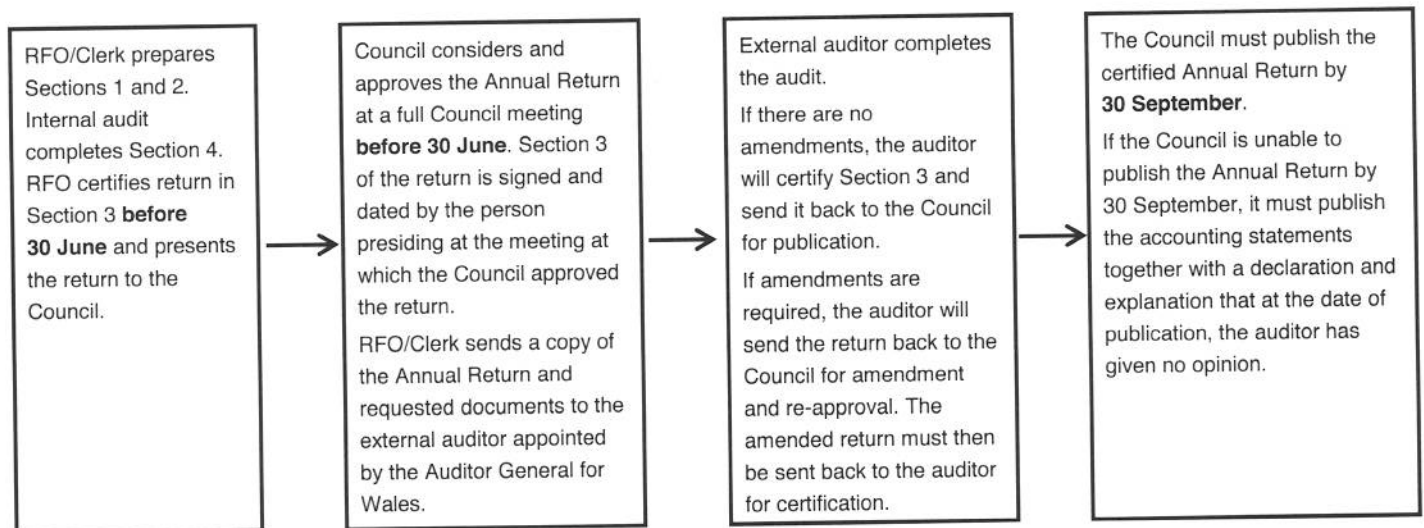 RFO/Clerk prepares
Sections 1 and 2.
Internal audit
completes Section 4.
RFO certifies return in
Section 3 before
30 June and presents
the return to the
Council.
Council considers and
approves the Annual Return
at a full Council meeting
before 30 June. Section 3
of the return is signed and
dated by the person
presiding at the meeting at
which the Council approved
the return.
RFO/Clerk sends a copy of
the Annual Return and
requested documents to the
external auditor appointed
by the Auditor General for
Wales.
External auditor completes
the audit.
If there are no
amendments, the auditor
will certify Section 3 and
send it back to the Council
for publication.
If amendments are
required, the auditor will
send the return back to the
Council for amendment
and re-approval. The
amended return must then
be sent back to the auditor
for certification.
The Council must publish the
certified Annual Return by
30 September.
If the Council is unable to
publish the Annual Return by
30 September, it must publish
the accounting statements
together with a declaration and
explanation that at the date of
publication, the auditor has
given no opinion.